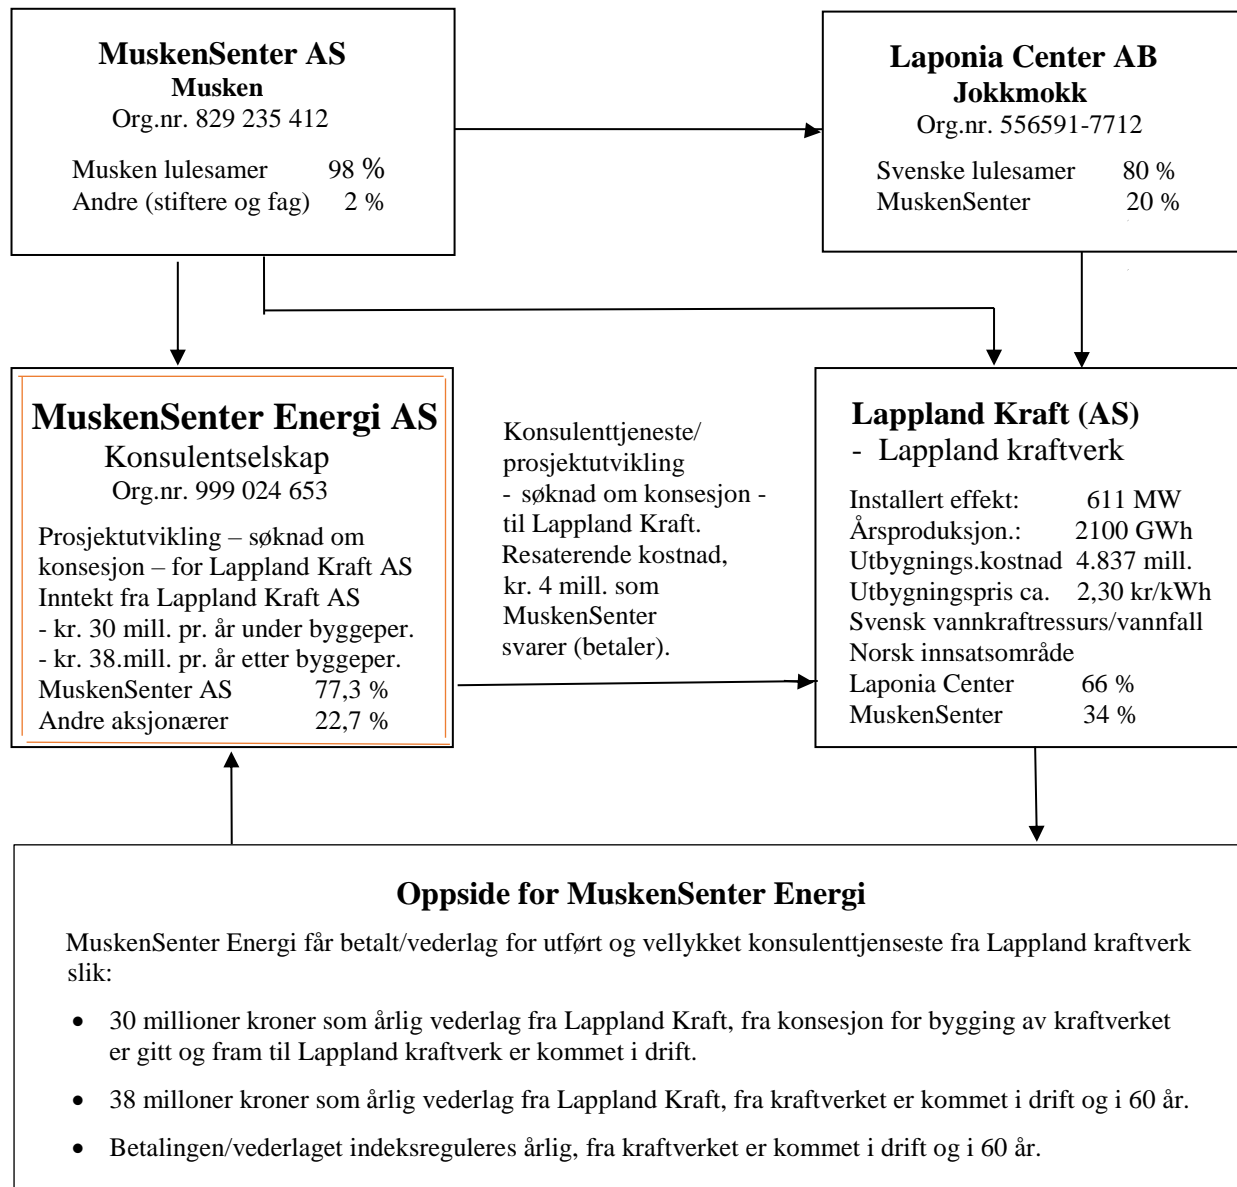 MuskenSenter AS
Musken
Org.nr. 829 235 412
Musken lulesamer 98 %
Andre (stiftere og fag) 2 %
Laponia Center AB
Jokkmokk
Org.nr. 556591-7712
Svenske lulesamer 80 %
MuskenSenter 20 %
MuskenSenter Energi AS
Konsulentselskap
Org.nr. 999 024 653
Prosjektutvikling – søknad om
konsesjon – for Lappland Kraft AS
Inntekt fra Lappland Kraft AS
- kr. 30 mill. pr. år under byggeper.
- kr. 38.mill. pr. år etter byggeper.
MuskenSenter AS 77,3 %
Andre aksjonærer 22,7 %
Konsulenttjeneste/
prosjektutvikling
- søknad om konsesjon -
til Lappland Kraft.
Resaterende kostnad,
kr. 4 mill. som
MuskenSenter
svarer (betaler).
Lappland Kraft (AS)
- Lappland kraftverk
Installert effekt: 611 MW
Årsproduksjon.: 2100 GWh
Utbygnings.kostnad 4.837 mill.
Utbygningspris ca. 2,30 kr/kWh
Svensk vannkraftressurs/vannfall
Norsk innsatsområde
Laponia Center 66 %
MuskenSenter 34 %
Oppside for MuskenSenter Energi
MuskenSenter Energi får betalt/vederlag for utført og vellykket konsulenttjenseste fra Lappland kraftverk
slik:
• 30 millioner kroner som årlig vederlag fra Lappland Kraft, fra konsesjon for bygging av kraftverket
er gitt og fram til Lappland kraftverk er kommet i drift.
• 38 milloner kroner som årlig vederlag fra Lappland Kraft, fra kraftverket er kommet i drift og i 60 år.
• Betalingen/vederlaget indeksreguleres årlig, fra kraftverket er kommet i drift og i 60 år.